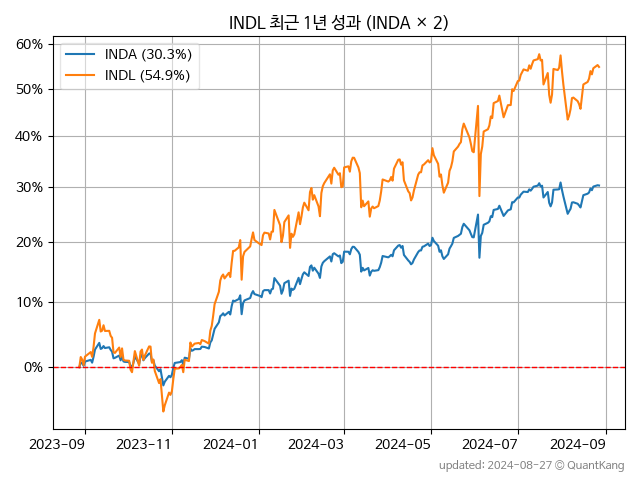 INDL 최근 1년 성과 (INDA × 2)
INDA (30.3%)
INDL (54.9%)
60%
50%
40%
30%
20%
10%
0%
2023-09 2023-11 2024-01 2024-03 2024-05 2024-07 2024-09
updated: 2024-08-27 © QuantKang